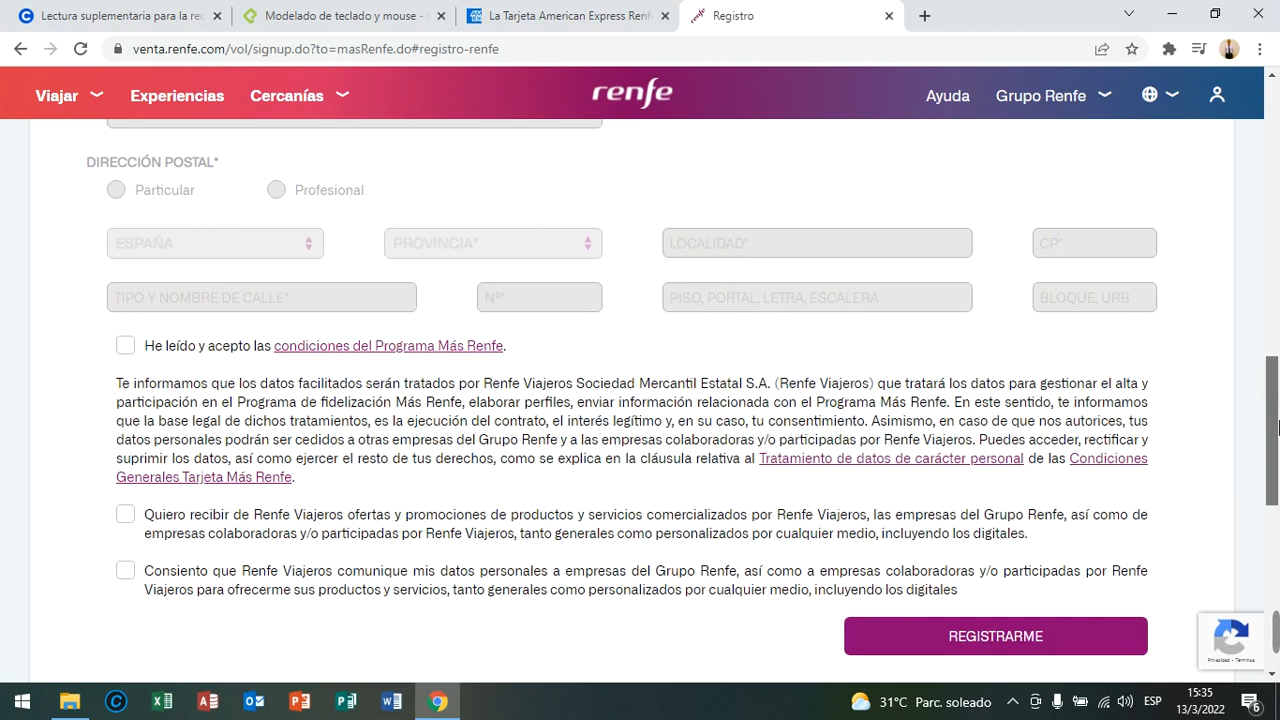 Lectura suplementaria para la re
Modelado de teclado y mouse -
La Tarjeta American Express Renf
Registro
venta.renfe.com/vol/signup.do?to=masRenfe.do#registro-renfe
Viajar
Experiencias
Cercanías
renfe
Ayuda
Grupo Renfe
DIRECCIÓN POSTAL*
Particular
Profesional
ESPAÑA
PROVINCIA*
LOCALIDAD*
CP*
TIPO Y NOMBRE DE CALLE*
Nº*
PISO, PORTAL, LETRA, ESCALERA
BLOQUE, URB
He leído y acepto las condiciones del Programa Más Renfe.
Te informamos que los datos facilitados serán tratados por Renfe Viajeros Sociedad Mercantil Estatal S.A. (Renfe Viajeros) que tratará los datos para gestionar el alta y
participación en el Programa de fidelización Más Renfe, elaborar perfiles, enviar información relacionada con el Programa Más Renfe. En este sentido, te informamos
que la base legal de dichos tratamientos, es la ejecución del contrato, el interés legítimo y, en su caso, tu consentimiento. Asimismo, en caso de que nos autorices, tus
datos personales podrán ser cedidos a otras empresas del Grupo Renfe y a las empresas colaboradoras y/o participadas por Renfe Viajeros. Puedes acceder, rectificar y
suprimir los datos, así como ejercer el resto de tus derechos, como se explica en la cláusula relativa al Tratamiento de datos de carácter personal de las Condiciones
Generales Tarjeta Más Renfe.
Quiero recibir de Renfe Viajeros ofertas y promociones de productos y servicios comercializados por Renfe Viajeros, las empresas del Grupo Renfe, así como de
empresas colaboradoras y/o participadas por Renfe Viajeros, tanto generales como personalizados por cualquier medio, incluyendo los digitales.
Consiento que Renfe Viajeros comunique mis datos personales a empresas del Grupo Renfe, así como a empresas colaboradoras y/o participadas por Renfe
Viajeros para ofrecerme sus productos y servicios, tanto generales como personalizados por cualquier medio, incluyendo los digitales
REGISTRARME
Privacidad - Términos
31°C Parc. soleado
ESP
15:35
13/3/2022
6